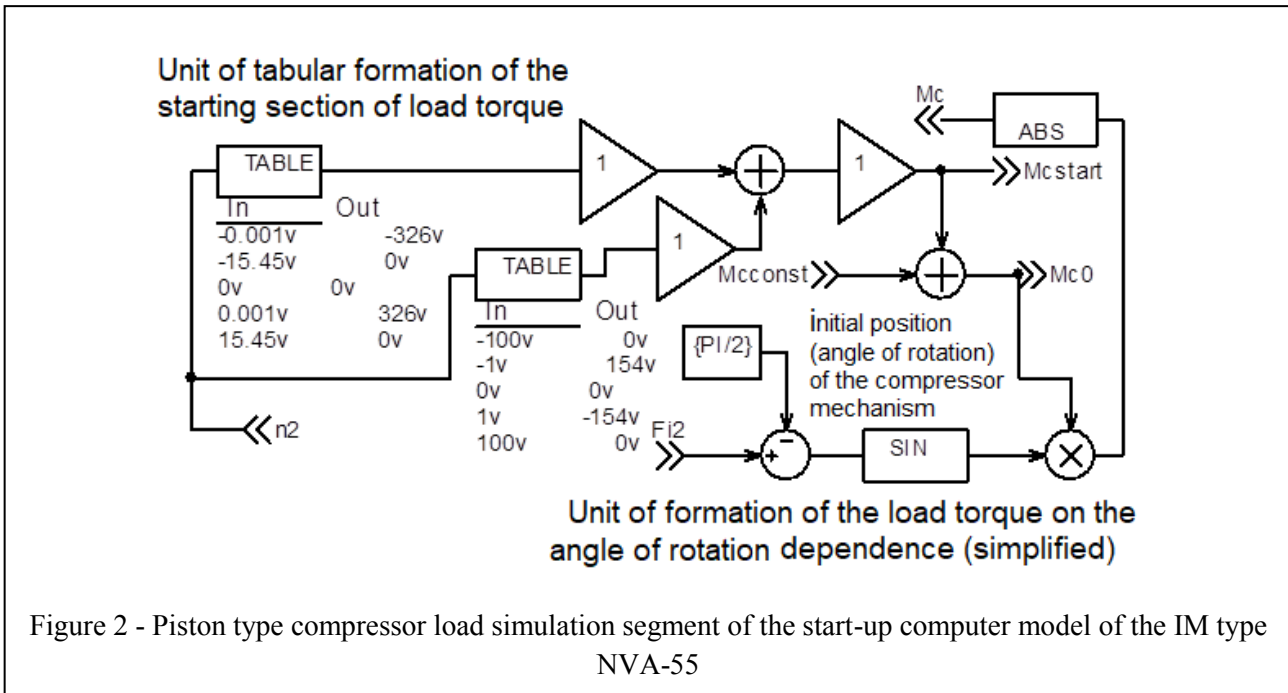 Unit of tabular formation of the
starting section of load torque
Mc
ABS
TABLE
1
1
Mcstart
In Out
-0.001v -326v
-15.45v 0v
0v 0v
0.001v 326v
15.45v 0v
1
TABLE
Mcconst
Mc0
In Out
-100v 0v
-1v 154v
0v 0v
1v -154v
100v 0v
{PI/2}
Initial position
(angle of rotation)
of the compressor
mechanism
n2
Fi2
SIN
Unit of formation of the load torque on the
angle of rotation dependence (simplified)
Figure 2 - Piston type compressor load simulation segment of the start-up computer model of the IM type
NVA-55